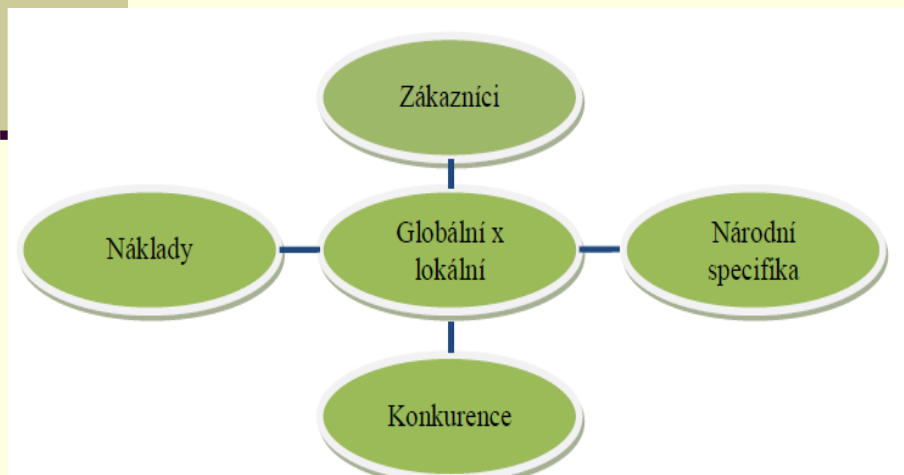 Zákazníci
Náklady
Globální x
lokální
Národní
specifika
Konkurence